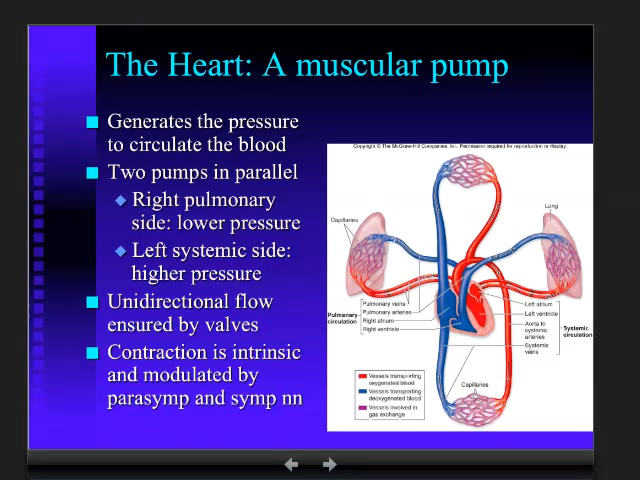 The Heart: A muscular pump
Generates the pressure
to circulate the blood
Two pumps in parallel
Right pulmonary
side: lower pressure
Left systemic side:
higher pressure
Unidirectional flow
ensured by valves
Contraction is intrinsic
and modulated by
parasymp and symp nn
Copyright © The McGraw-Hill Companies, Inc. Permission required for reproduction or display.
Lung
Capillaries
Pulmonary veins
Pulmonary arteries
Right atrium
Right ventricle
Pulmonary
circulation
Left atrium
Left ventricle
Aorta to
systemic
arteries
Systemic
veins
Systemic
circulation
Capillaries
Vessels transporting
oxygenated blood
Vessels transporting
deoxygenated blood
Vessels involved in
gas exchange